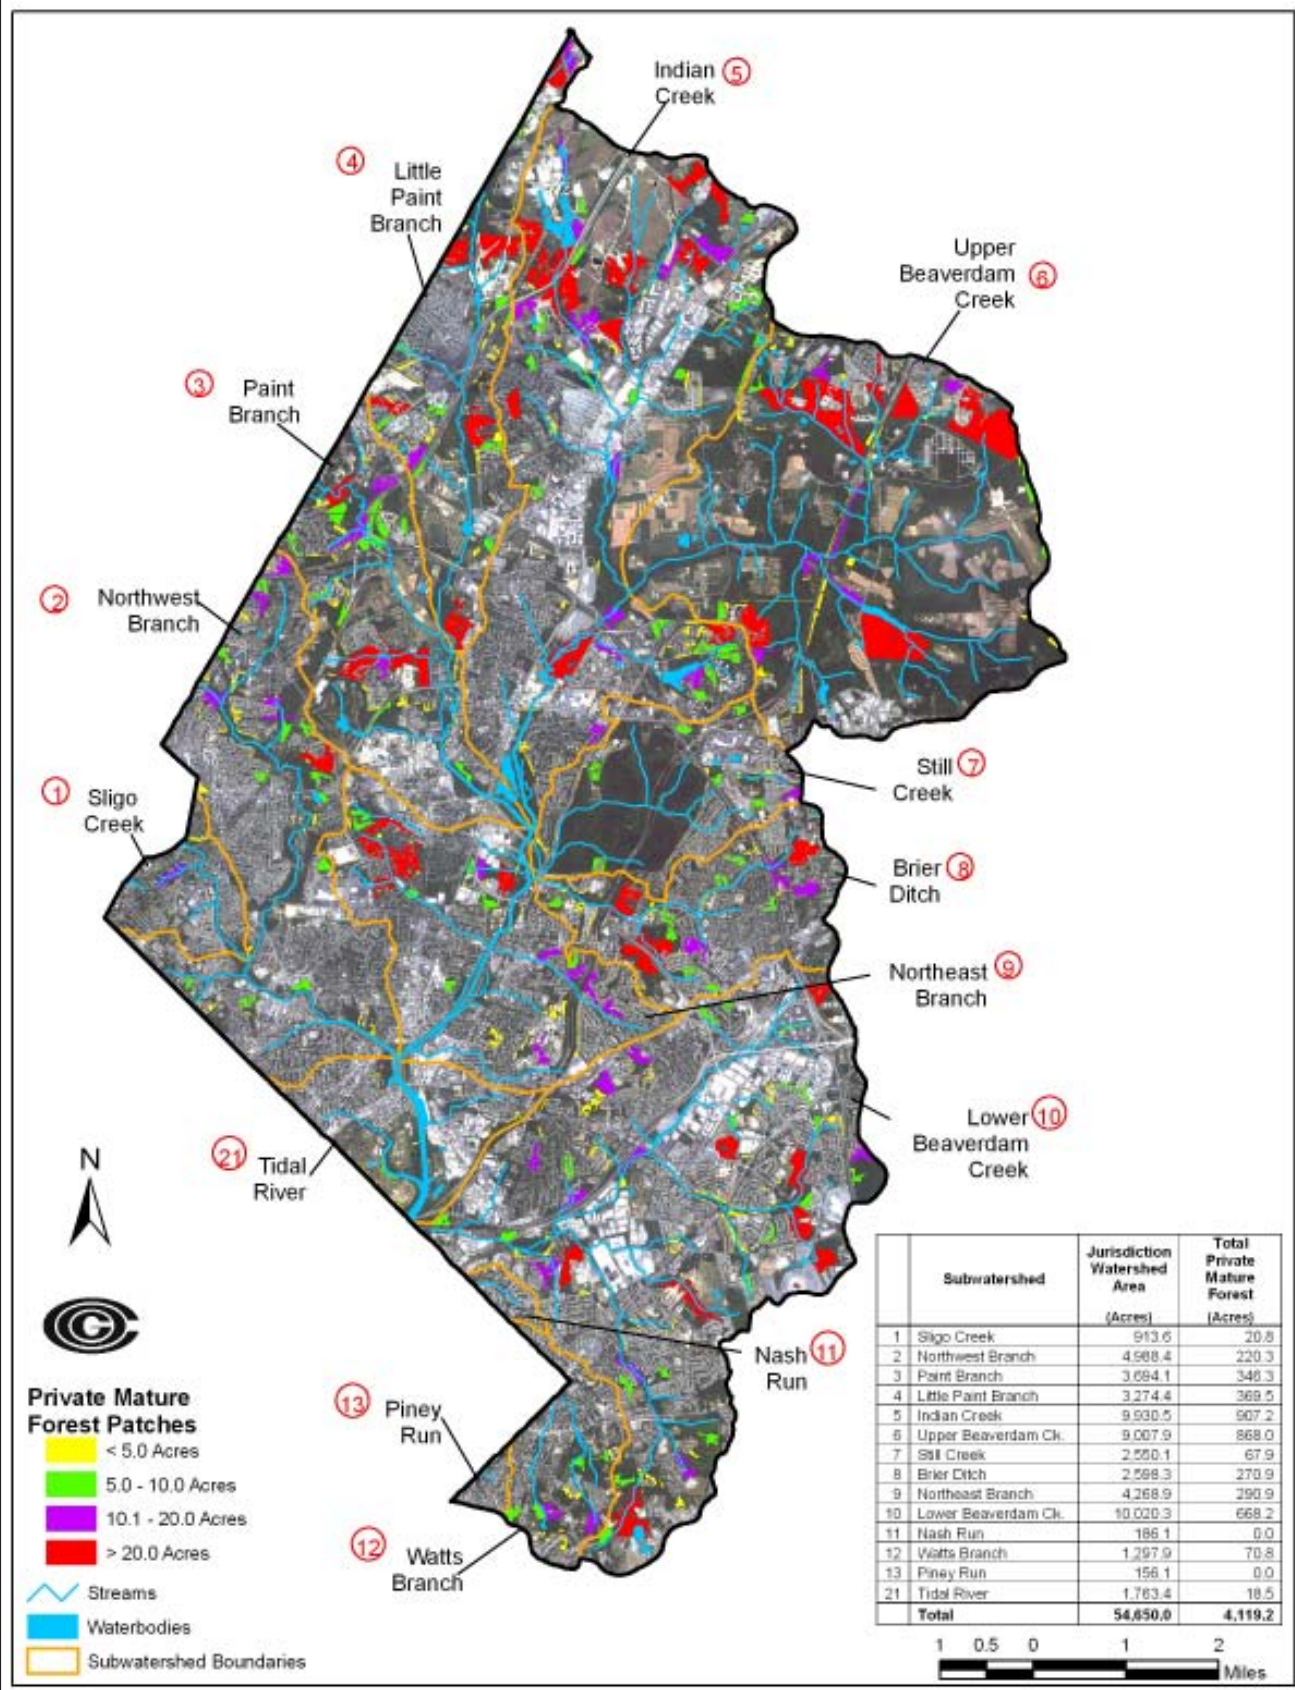 Indian 5
Creek
4
Little
Paint
Branch
Upper
Beaverdam 6
Creek
3 Paint
Branch
2 Northwest
Branch
1 Sligo
Creek
Still 7
Creek
Brier 8
Ditch
Northeast 9
Branch
Lower 10
Beaverdam
Creek
21 Tidal
River
N
Nash 11
Run
13 Piney
Run
12 Watts
Branch
Private Mature
Forest Patches
< 5.0 Acres
5.0 - 10.0 Acres
10.1 - 20.0 Acres
> 20.0 Acres
Streams
Waterbodies
Subwatershed Boundaries
Subwatershed Jurisdiction Watershed Area (Acres) Total Private Mature Forest (Acres)
1 Sligo Creek 913.6 20.8
2 Northwest Branch 4,988.4 220.3
3 Paint Branch 3,694.1 346.3
4 Little Paint Branch 3,274.4 369.5
5 Indian Creek 9,930.5 907.2
6 Upper Beaverdam Ck. 9,007.9 868.0
7 Still Creek 2,550.1 67.9
8 Brier Ditch 2,598.3 270.9
9 Northeast Branch 4,268.9 290.9
10 Lower Beaverdam Ck. 10,020.3 668.2
11 Nash Run 186.1 0.0
12 Watts Branch 1,297.9 70.8
13 Piney Run 156.1 0.0
21 Tidal River 1,763.4 18.5
Total 54,650.0 4,119.2
1 0.5 0 1 2
Miles